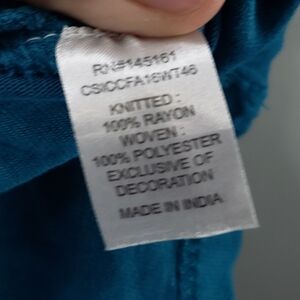 RN#145161
CSICCFA16WT46
KNITTED :
100% RAYON
WOVEN :
100% POLYESTER
EXCLUSIVE OF
DECORATION
MADE IN INDIA